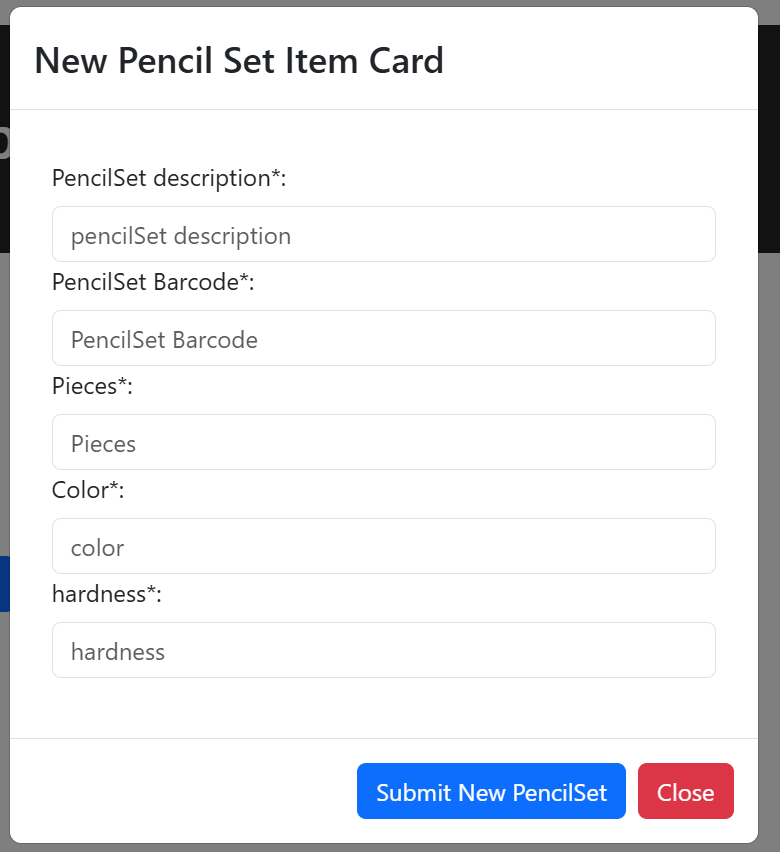 New Pencil Set Item Card
PencilSet description*:
pencilSet description
PencilSet Barcode*:
PencilSet Barcode
Pieces*:
Pieces
Color*:
color
hardness*:
hardness
Submit New PencilSet
Close